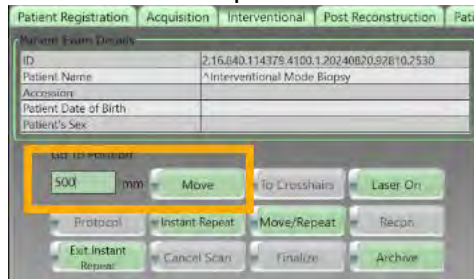 Patient Registration Acquisition Interventional Post Reconstruction Pati
Patient Exam Details
ID 2.16.840.114379.4100.1.20240820.92810.2530
Patient Name ^Interventional Mode Biopsy
Accession
Patient Date of Birth
Patient's Sex
Go To Position
500 mm Move To Crosshairs Laser On
Protocol Instant Repeat Move/Repeat Recon
Exit Instant Repeat Cancel Scan Finalize Archive